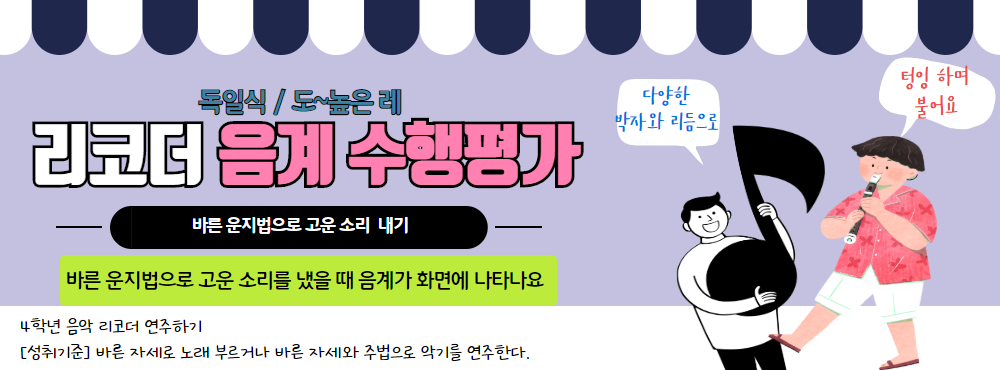 독일식 / 도~높은 레
리코더 음계 수행평가
바른 운지법으로 고운 소리 내기
바른 운지법으로 고운 소리를 냈을 때 음계가 화면에 나타나요
4학년 음악 리코더 연주하기
[성취기준] 바른 자세로 노래 부르거나 바른 자세와 주법으로 악기를 연주한다.
다양한
박자와 리듬으로
텅잉 하며
불어요